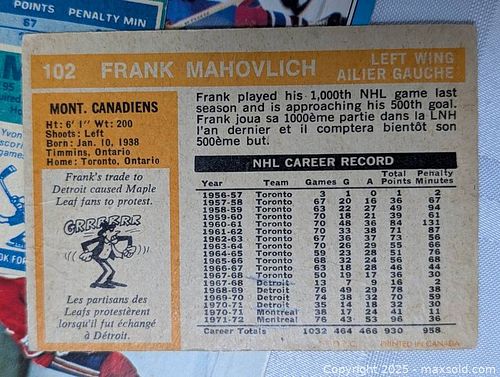 POINTS PENALTY MIN
67
95
102 FRANK MAHOVLICH
LEFT WING
AILIER GAUCHE
MONT. CANADIENS
Ht: 6' 1" Wt: 200
Shoots: Left
Born: Jan. 10, 1938
Timmins, Ontario
Home: Toronto, Ontario
Frank's trade to
Detroit caused Maple
Leaf fans to protest.
GRRRRRRR
Les partisans des
Leafs protestèrent
lorsqu'il fut échangé
à Détroit.
Frank played his 1,000th NHL game last
season and is approaching his 500th goal.
Frank joua sa 1000ème partie dans la LNH
l'an dernier et il comptera bientôt son
500ème but.
NHL CAREER RECORD
Year Team Games G A Total Points Penalty Minutes
1956-57 Toronto 3 1 0 1 2
1957-58 Toronto 67 20 16 36 67
1958-59 Toronto 63 22 27 49 94
1959-60 Toronto 70 18 21 39 61
1960-61 Toronto 70 48 36 84 131
1961-62 Toronto 70 33 38 71 87
1962-63 Toronto 67 36 37 73 56
1963-64 Toronto 70 26 29 55 66
1964-65 Toronto 59 23 28 51 76
1965-66 Toronto 68 32 24 56 68
1966-67 Toronto 63 18 28 46 44
1967-68 Toronto 50 19 17 36 30
1967-68 Detroit 13 7 9 16 2
1968-69 Detroit 76 49 29 78 38
1969-70 Detroit 74 38 32 70 59
1970-71 Detroit 35 14 18 32 30
1970-71 Montreal 38 17 24 41 11
1971-72 Montreal 76 43 53 96 36
Career Totals 1032 464 466 930 958
PRINTED IN CANADA
Copyright 2025 - maxsold.com